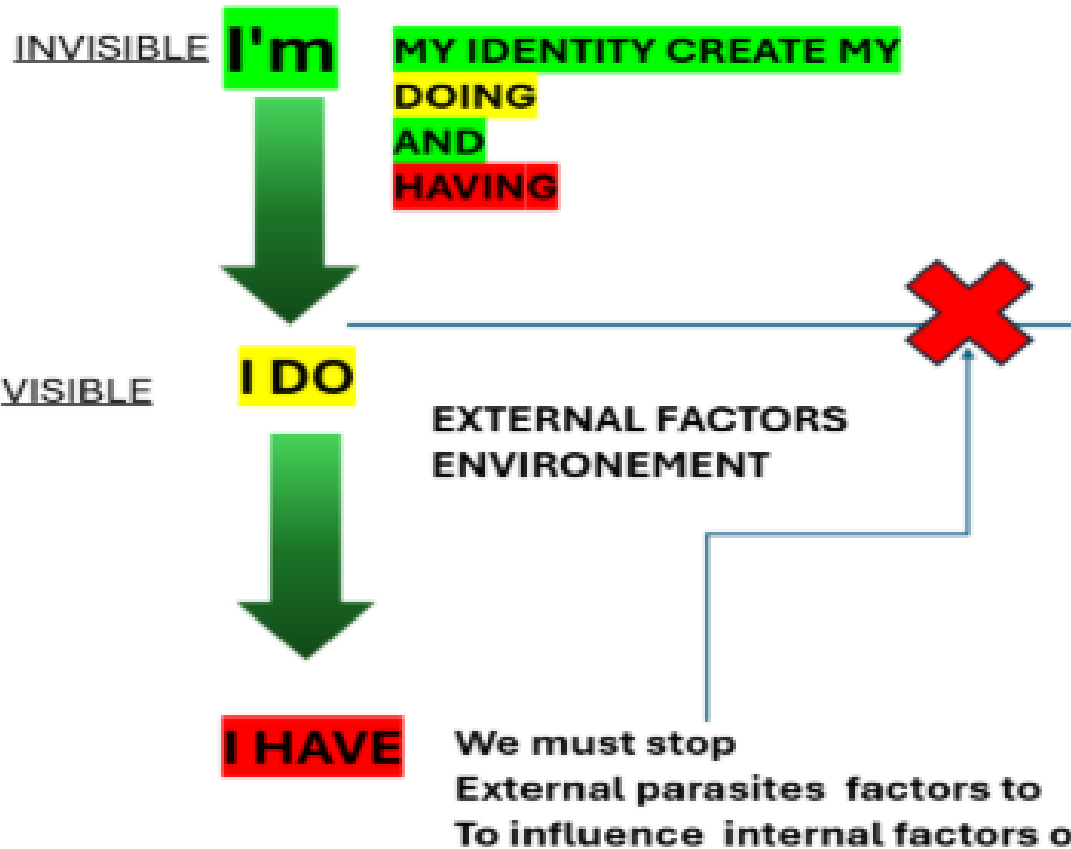 INVISIBLE
I'm
MY IDENTITY CREATE MY
DOING
AND
HAVING
VISIBLE
I DO
EXTERNAL FACTORS
ENVIRONEMENT
I HAVE
We must stop
External parasites factors to
To influence internal factors